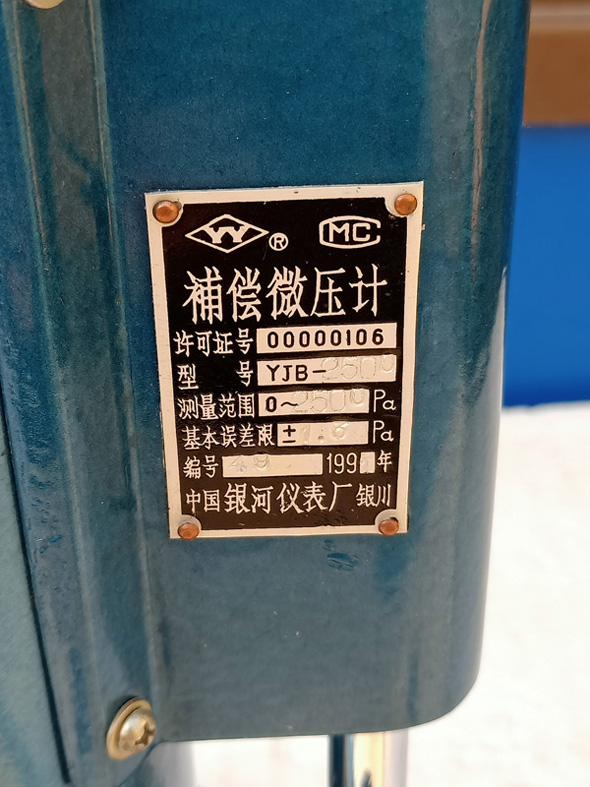 YY ® MC
補偿微压计
许可证号 00000106
型 号 YJB-2500
测量范围 0～2500 Pa
基本误差限 ± Pa
编号 49 199 年
中国银河仪表厂 银川